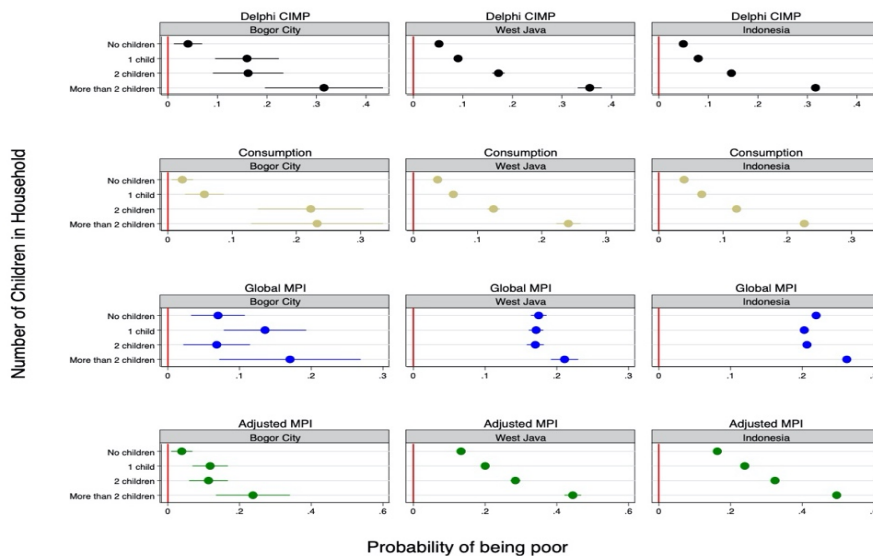 Delphi CIMP Delphi CIMP Delphi CIMP
Bogor City West Java Indonesia
No children
1 child
2 children
More than 2 children
0 .1 .2 .3 .4 0 .1 .2 .3 .4 0 .1 .2 .3 .4
Consumption Consumption Consumption
Bogor City West Java Indonesia
No children
1 child
2 children
More than 2 children
0 .1 .2 .3 0 .1 .2 .3 0 .1 .2 .3
Global MPI Global MPI Global MPI
Bogor City West Java Indonesia
No children
1 child
2 children
More than 2 children
0 .1 .2 .3 0 .1 .2 .3 0 .1 .2 .3
Adjusted MPI Adjusted MPI Adjusted MPI
Bogor City West Java Indonesia
No children
1 child
2 children
More than 2 children
0 .2 .4 .6 0 .2 .4 .6 0 .2 .4 .6
Number of Children in Household
Probability of being poor